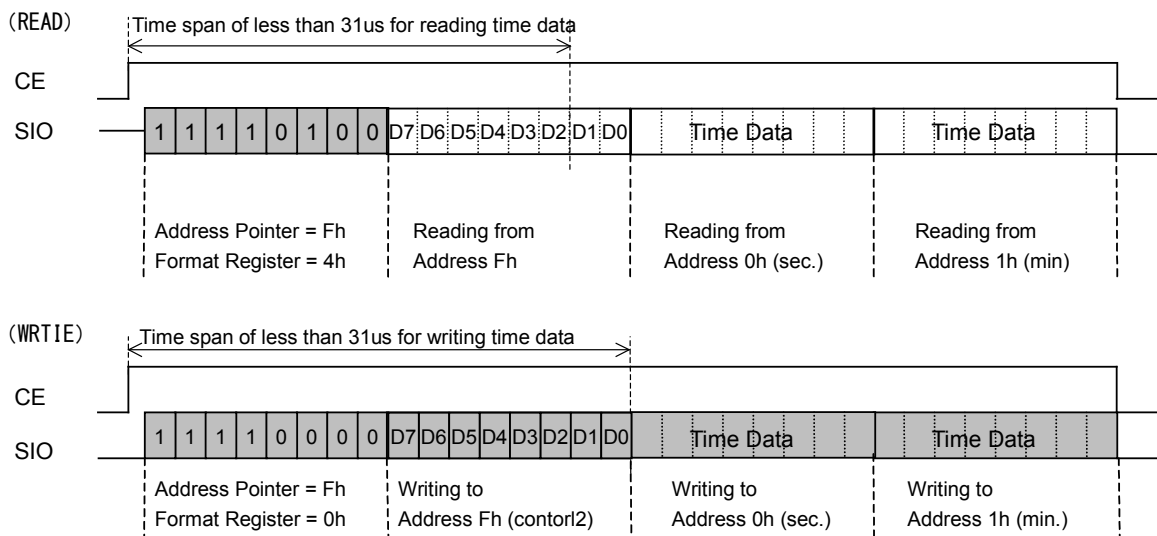 (READ)
Time span of less than 31us for reading time data
CE
SIO
1 1 1 1 0 1 0 0 D7 D6 D5 D4 D3 D2 D1 D0 Time Data Time Data
Address Pointer = Fh
Format Register = 4h
Reading from
Address Fh
Reading from
Address 0h (sec.)
Reading from
Address 1h (min)
(WRTIE)
Time span of less than 31us for writing time data
CE
SIO
1 1 1 1 0 0 0 0 D7 D6 D5 D4 D3 D2 D1 D0 Time Data Time Data
Address Pointer = Fh
Format Register = 0h
Writing to
Address Fh (contorl2)
Writing to
Address 0h (sec.)
Writing to
Address 1h (min.)